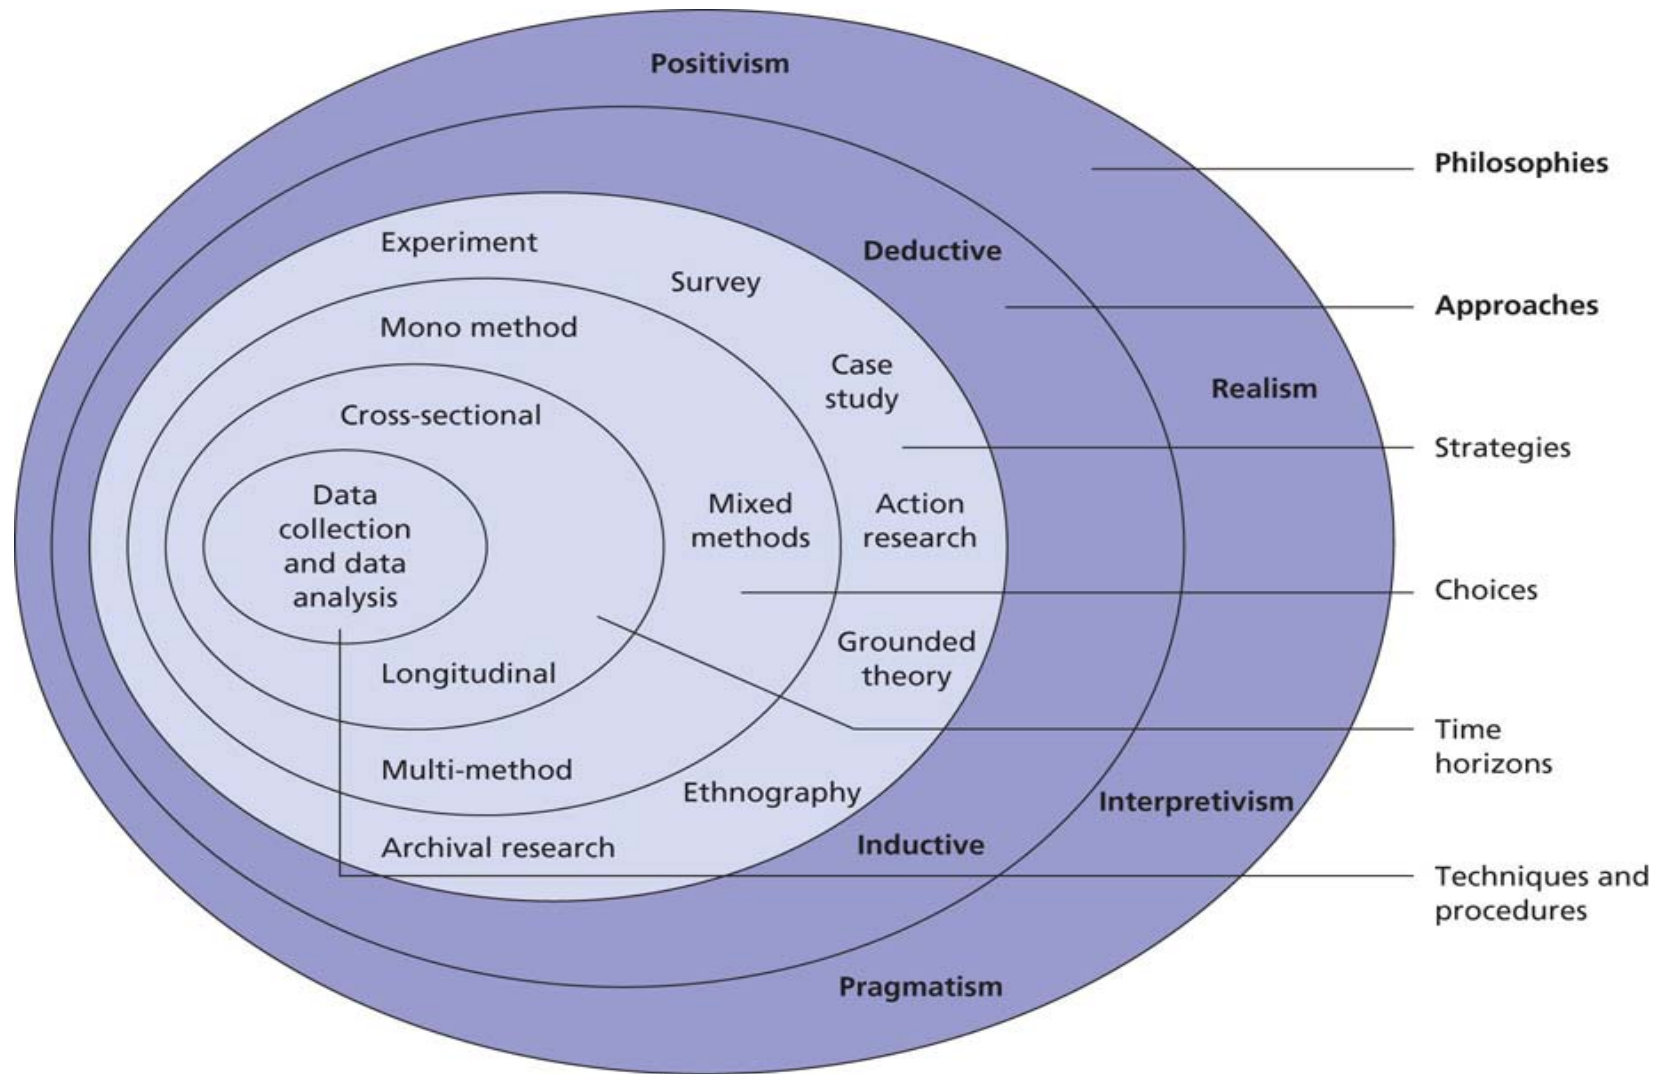 Positivism
Philosophies
Experiment
Deductive
Survey
Approaches
Mono method
Case
study
Realism
Cross-sectional
Strategies
Data
collection
and data
analysis
Mixed
methods
Action
research
Choices
Grounded
theory
Longitudinal
Time
horizons
Multi-method
Ethnography
Interpretivism
Archival research
Inductive
Techniques and
procedures
Pragmatism